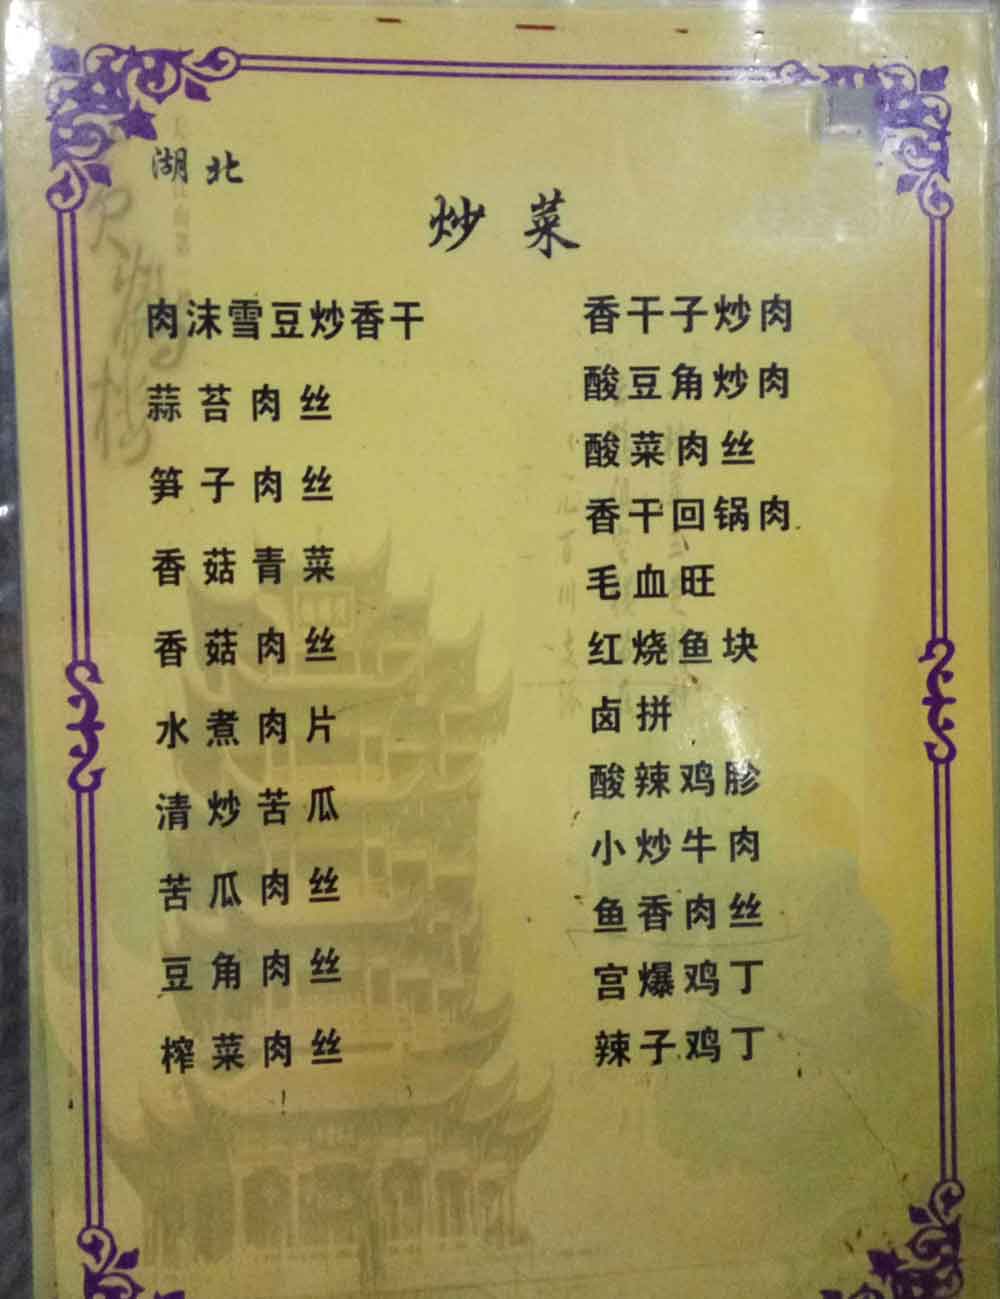 湖北
炒菜
肉沫雪豆炒香干
蒜苔肉丝
笋子肉丝
香菇青菜
香菇肉丝
水煮肉片
清炒苦瓜
苦瓜肉丝
豆角肉丝
榨菜肉丝
香干子炒肉
酸豆角炒肉
酸菜肉丝
香干回锅肉
毛血旺
红烧鱼块
卤拼
酸辣鸡胗
小炒牛肉
鱼香肉丝
宫爆鸡丁
辣子鸡丁